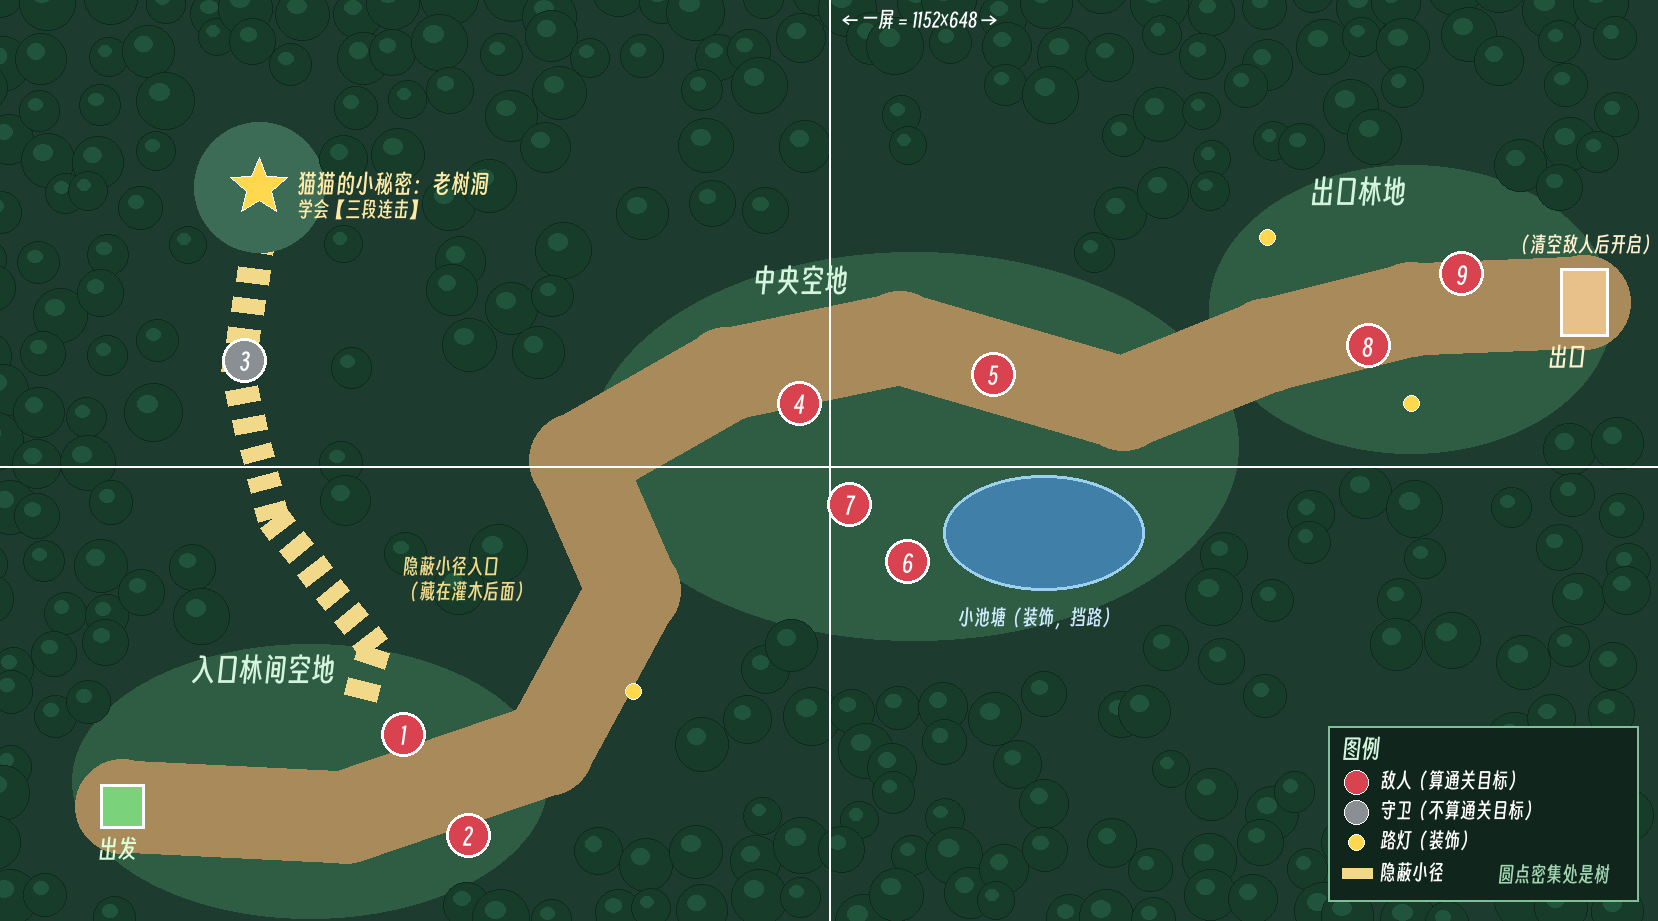 ← 一屏 = 1152×648 →
猫猫的小秘密：老树洞
学会【三段连击】
出口林地
（清空敌人后开启）
9
中央空地
8
出口
3
5
4
7
6
隐蔽小径入口
（藏在灌木后面）
小池塘（装饰，挡路）
入口林间空地
1
2
出发
图例
敌人（算通关目标）
守卫（不算通关目标）
路灯（装饰）
隐蔽小径
圆点密集处是树